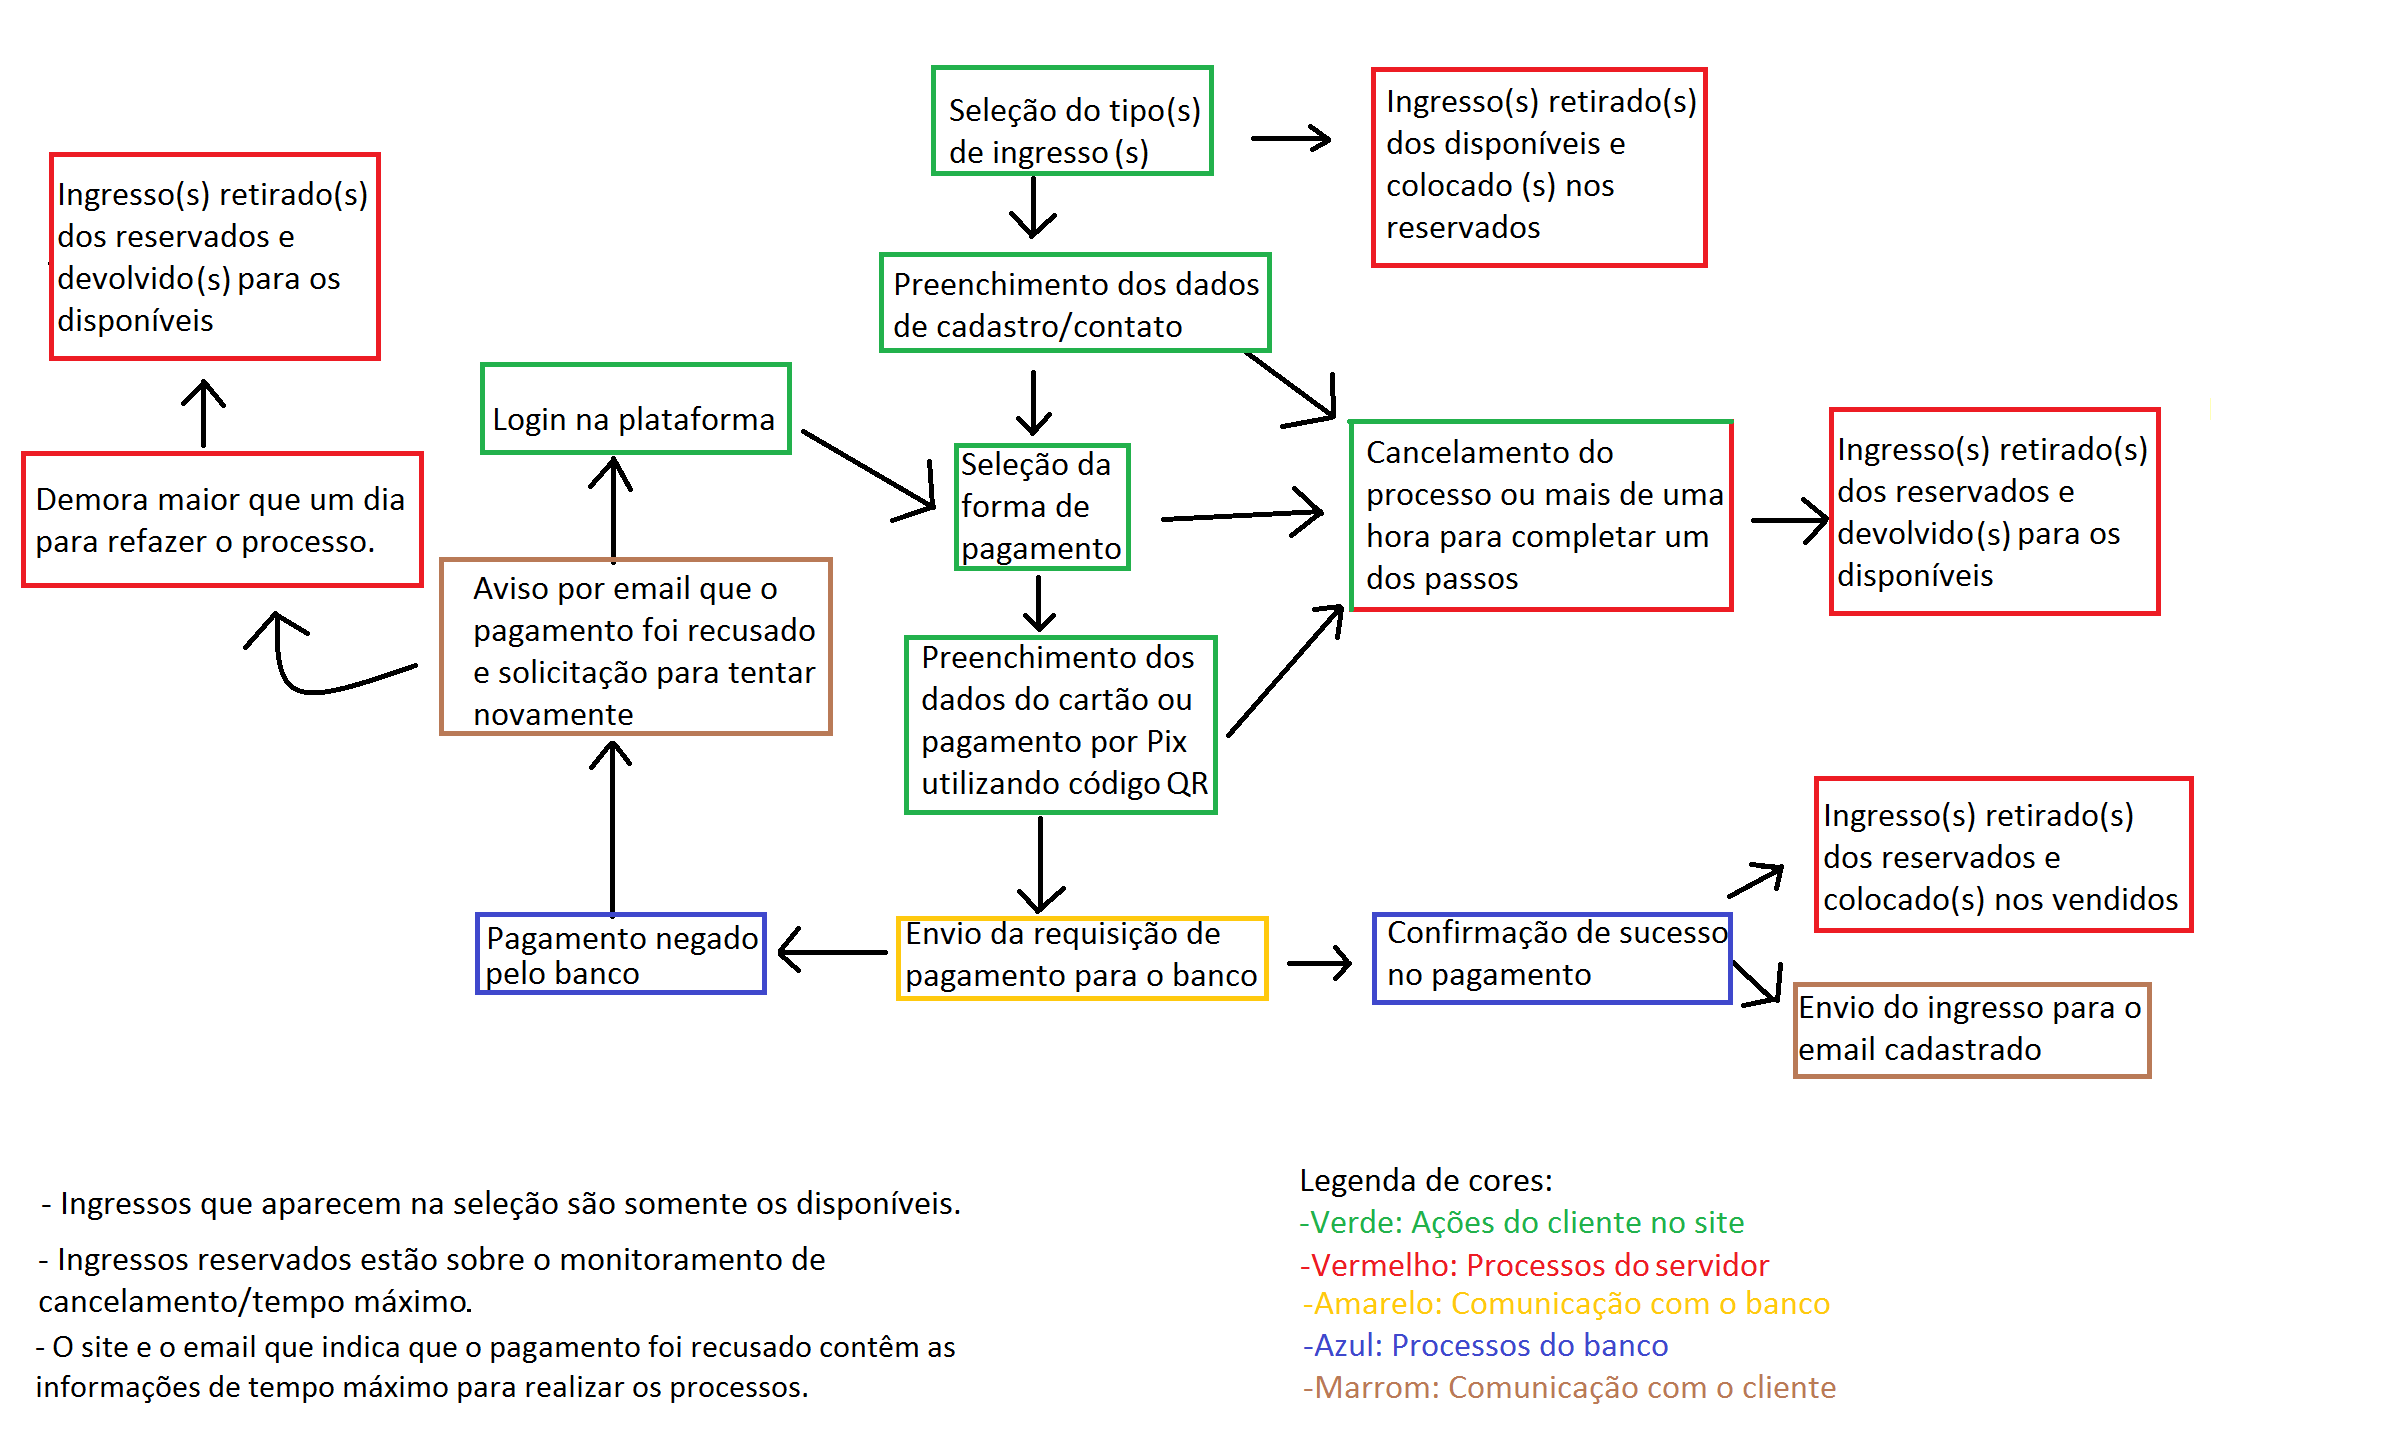 Seleção do tipo(s)
de ingresso (s)
Ingresso(s) retirado(s)
dos disponíveis e
colocado (s) nos
reservados
Ingresso(s) retirado(s)
dos reservados e
devolvido(s) para os
disponíveis
Preenchimento dos dados
de cadastro/contato
Login na plataforma
Seleção da
forma de
pagamento
Cancelamento do
processo ou mais de uma
hora para completar um
dos passos
Ingresso(s) retirado(s)
dos reservados e
devolvido(s) para os
disponíveis
Demora maior que um dia
para refazer o processo.
Aviso por email que o
pagamento foi recusado
e solicitação para tentar
novamente
Preenchimento dos
dados do cartão ou
pagamento por Pix
utilizando código QR
Ingresso(s) retirado(s)
dos reservados e
colocado(s) nos vendidos
Pagamento negado
pelo banco
Envio da requisição de
pagamento para o banco
Confirmação de sucesso
no pagamento
Envio do ingresso para o
email cadastrado
- Ingressos que aparecem na seleção são somente os disponíveis.
- Ingressos reservados estão sobre o monitoramento de
cancelamento/tempo máximo.
- O site e o email que indica que o pagamento foi recusado contêm as
informações de tempo máximo para realizar os processos.
Legenda de cores:
-Verde: Ações do cliente no site
-Vermelho: Processos do servidor
-Amarelo: Comunicação com o banco
-Azul: Processos do banco
-Marrom: Comunicação com o cliente